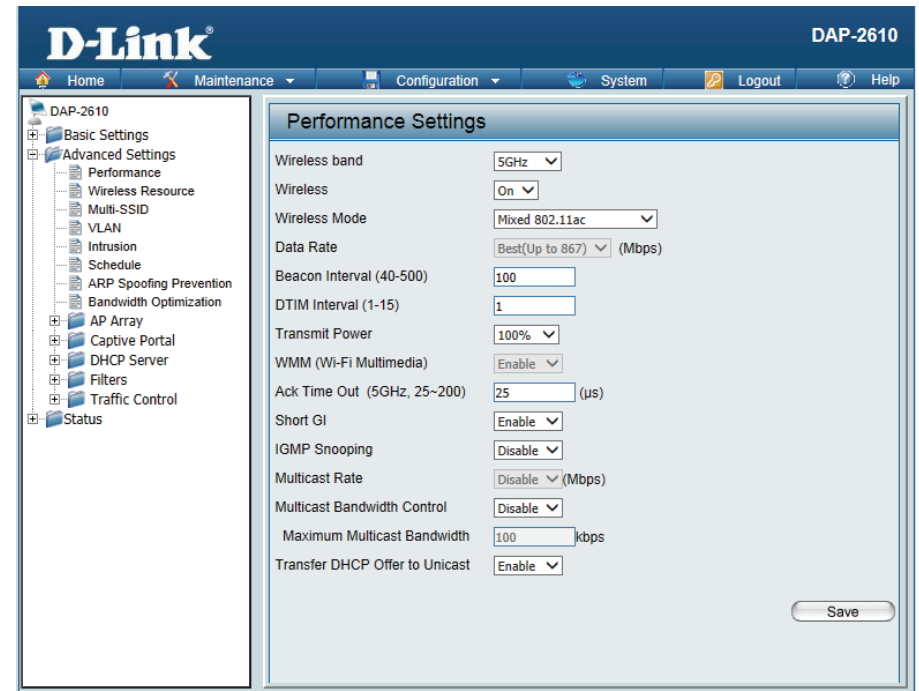 D-Link®
DAP-2610
Home Maintenance Configuration System Logout Help
DAP-2610
Basic Settings
Advanced Settings
Performance
Wireless Resource
Multi-SSID
VLAN
Intrusion
Schedule
ARP Spoofing Prevention
Bandwidth Optimization
AP Array
Captive Portal
DHCP Server
Filters
Traffic Control
Status
Performance Settings
Wireless band 5GHz
Wireless On
Wireless Mode Mixed 802.11ac
Data Rate Best(Up to 867) (Mbps)
Beacon Interval (40-500) 100
DTIM Interval (1-15) 1
Transmit Power 100%
WMM (Wi-Fi Multimedia) Enable
Ack Time Out (5GHz, 25~200) 25 (µs)
Short GI Enable
IGMP Snooping Disable
Multicast Rate Disable (Mbps)
Multicast Bandwidth Control Disable
Maximum Multicast Bandwidth 100 kbps
Transfer DHCP Offer to Unicast Enable
Save